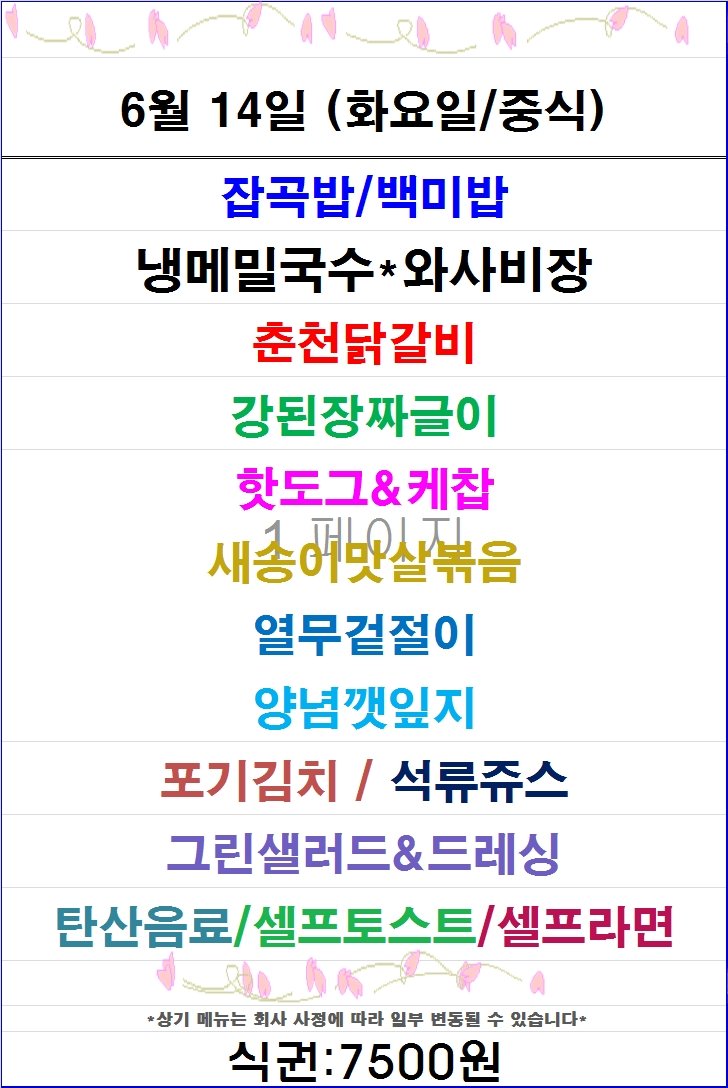 6월 14일 (화요일/중식)
잡곡밥/백미밥
냉메밀국수*와사비장
춘천닭갈비
강된장짜글이
핫도그&케찹
1 페이지
새송이맛살볶음
열무겉절이
양념깻잎지
포기김치 / 석류쥬스
그린샐러드&드레싱
탄산음료/셀프토스트/셀프라면
*상기 메뉴는 회사 사정에 따라 일부 변동될 수 있습니다*
식권:7500원